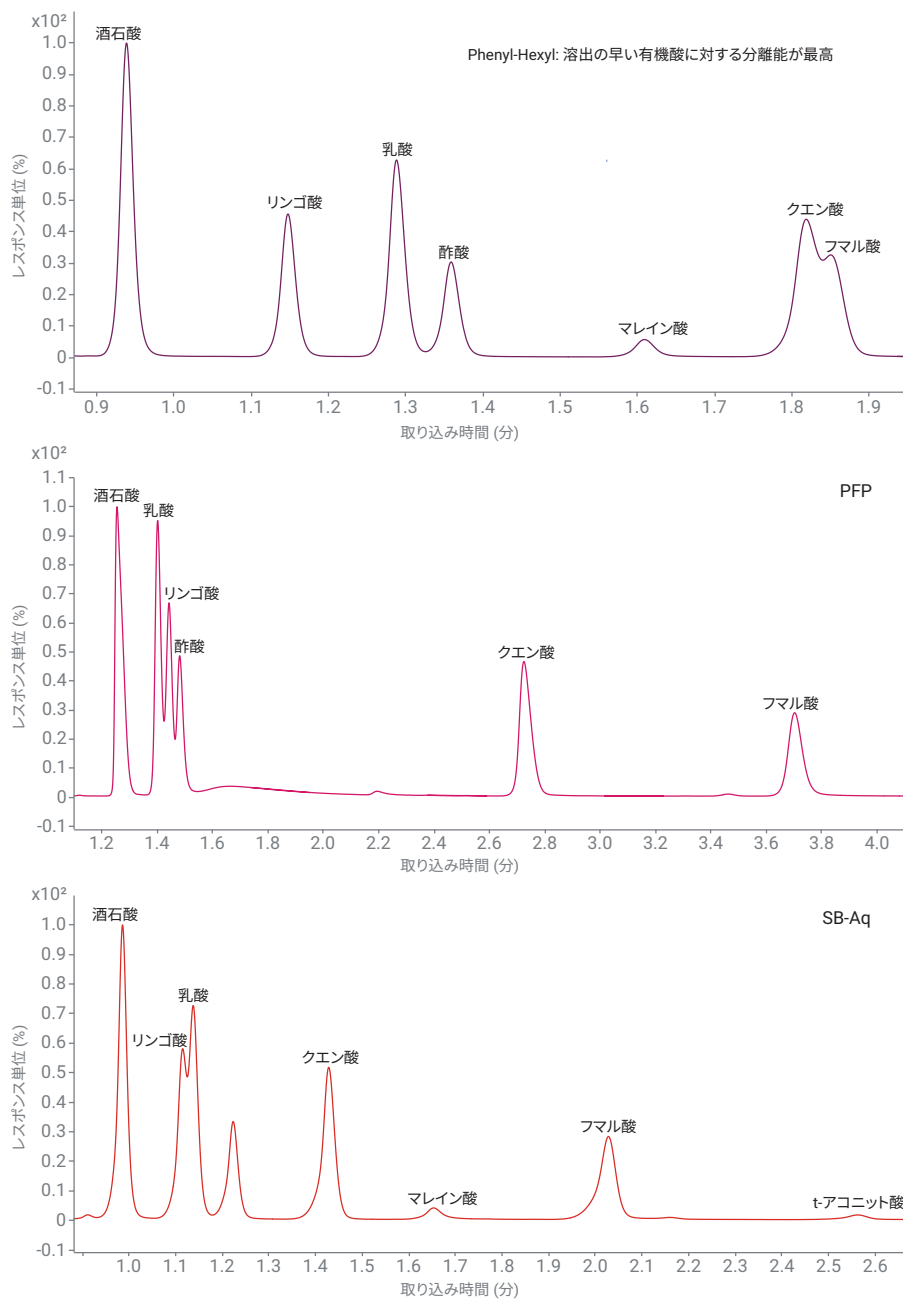 x10²
酒石酸
Phenyl-Hexyl: 溶出の早い有機酸に対する分離能が最高
1.0
0.9
0.8
0.7
0.6
0.5
0.4
0.3
0.2
0.1
0
-0.1
レスポンス単位 (%)
リンゴ酸
乳酸
酢酸
マレイン酸
クエン酸
フマル酸
0.9 1.0 1.1 1.2 1.3 1.4 1.5 1.6 1.7 1.8 1.9
取り込み時間 (分)
x10²
PFP
1.1
1.0
0.9
0.8
0.7
0.6
0.5
0.4
0.3
0.2
0.1
0
-0.1
レスポンス単位 (%)
酒石酸
乳酸
リンゴ酸
酢酸
クエン酸
フマル酸
1.2 1.4 1.6 1.8 2.0 2.2 2.4 2.6 2.8 3.0 3.2 3.4 3.6 3.8 4.0
取り込み時間 (分)
x10²
SB-Aq
1.0
0.9
0.8
0.7
0.6
0.5
0.4
0.3
0.2
0.1
0
-0.1
レスポンス単位 (%)
酒石酸
リンゴ酸
乳酸
クエン酸
マレイン酸
フマル酸
t-アコニット酸
1.0 1.1 1.2 1.3 1.4 1.5 1.6 1.7 1.8 1.9 2.0 2.1 2.2 2.3 2.4 2.5 2.6
取り込み時間 (分)